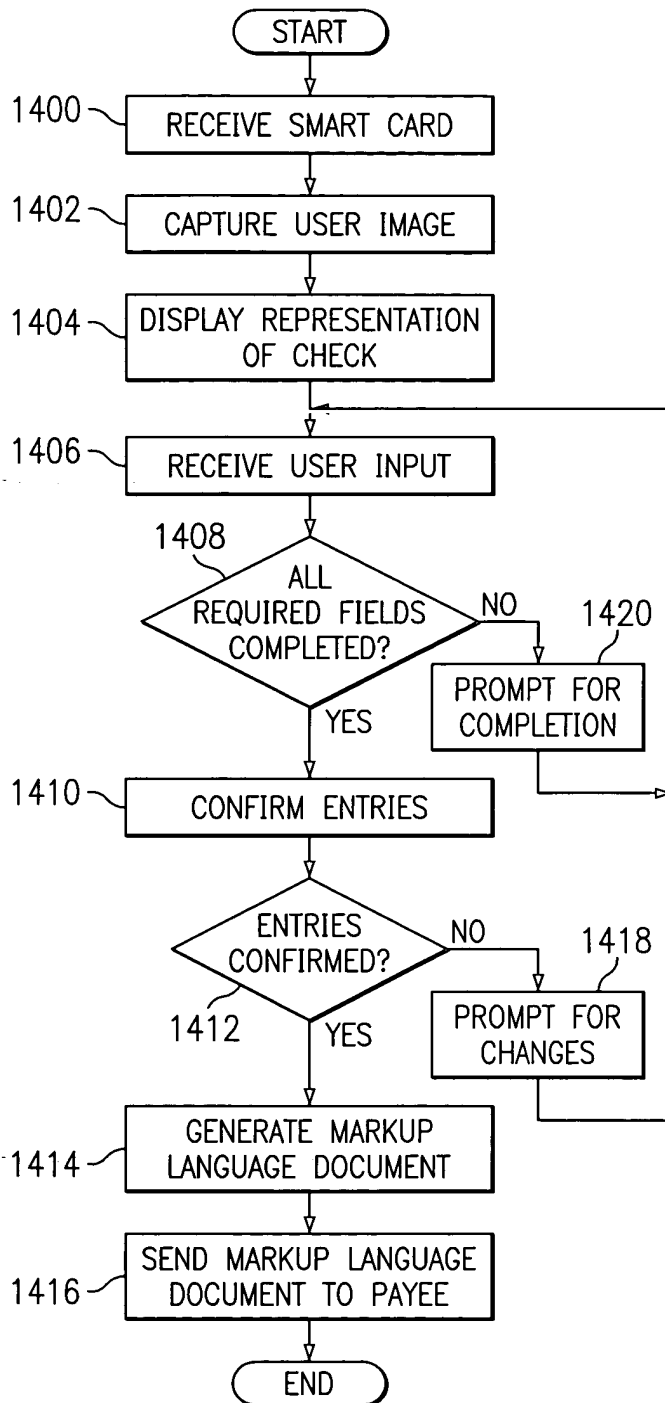 START
1400
RECEIVE SMART CARD
1402
CAPTURE USER IMAGE
1404
DISPLAY REPRESENTATION
OF CHECK
1406
RECEIVE USER INPUT
1408
ALL
REQUIRED FIELDS
COMPLETED?
NO
1420
PROMPT FOR
COMPLETION
YES
1410
CONFIRM ENTRIES
ENTRIES
CONFIRMED?
NO
1418
1412
YES
PROMPT FOR
CHANGES
1414
GENERATE MARKUP
LANGUAGE DOCUMENT
1416
SEND MARKUP LANGUAGE
DOCUMENT TO PAYEE
END